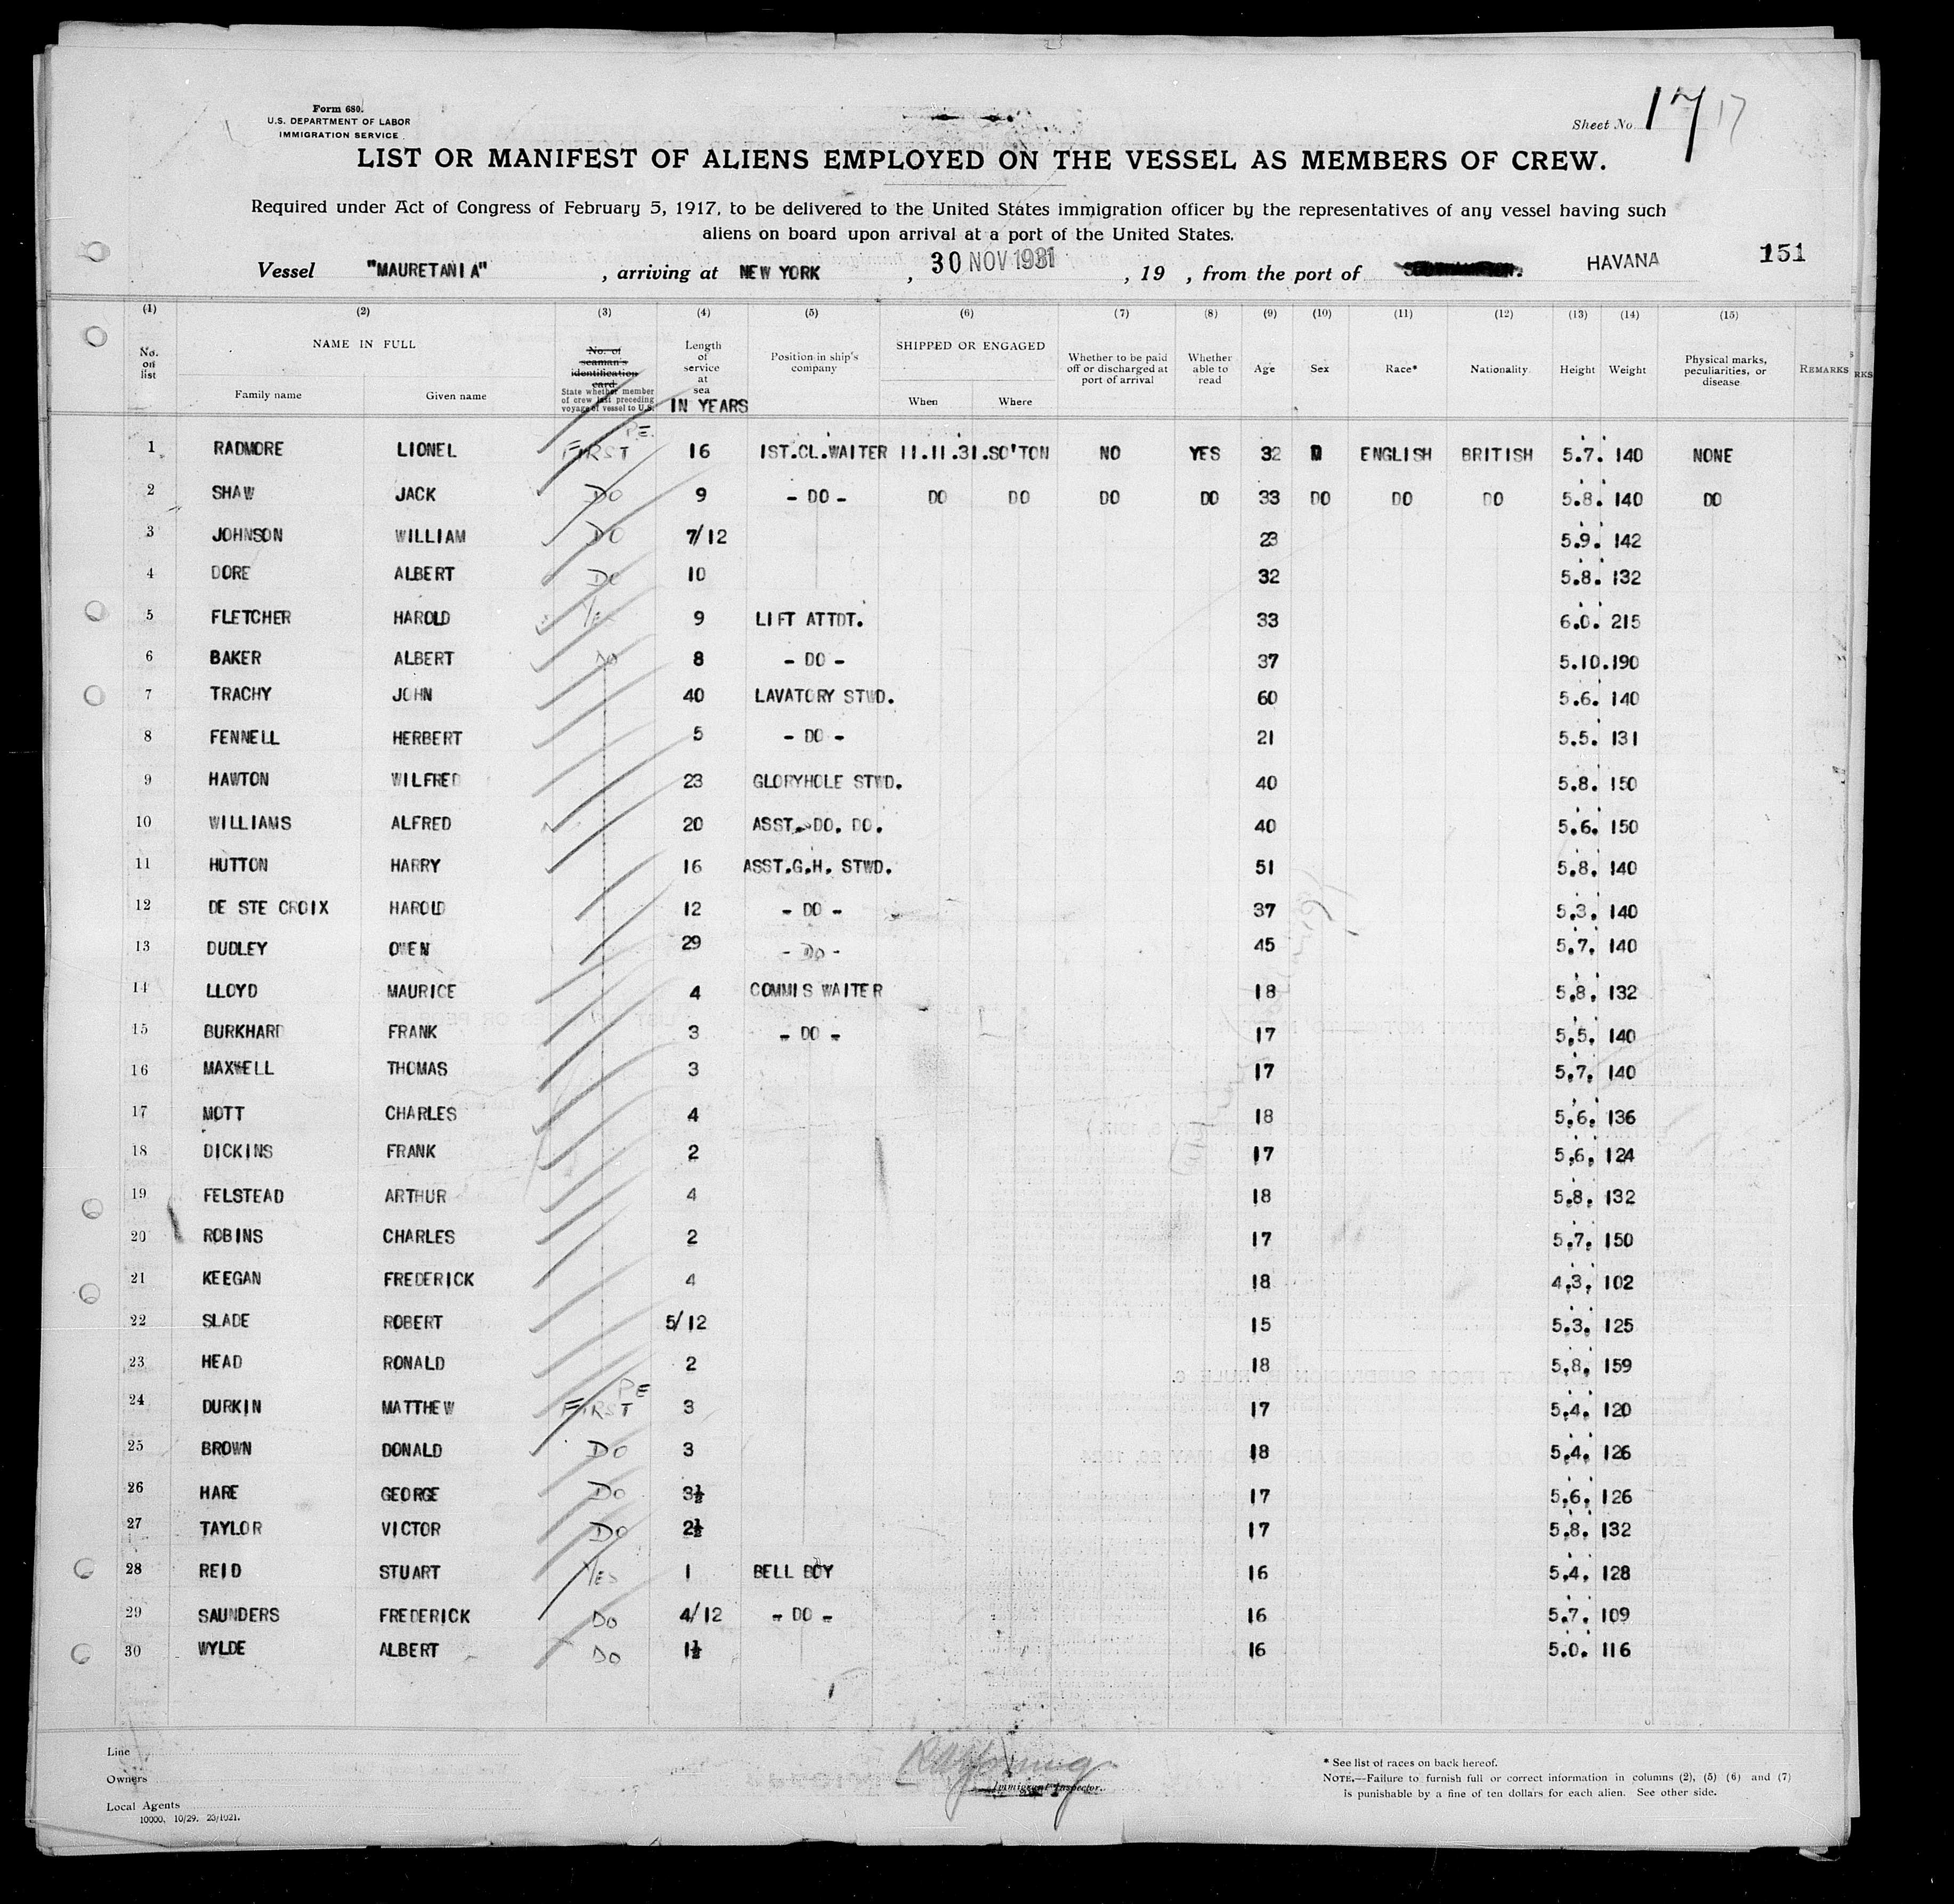 Form 680.
U.S. DEPARTMENT OF LABOR
IMMIGRATION SERVICE
Sheet No. 17 17
LIST OR MANIFEST OF ALIENS EMPLOYED ON THE VESSEL AS MEMBERS OF CREW.
Required under Act of Congress of February 5, 1917, to be delivered to the United States immigration officer by the representatives of any vessel having such
aliens on board upon arrival at a port of the United States.
Vessel "MAURETANIA", arriving at NEW YORK, 30 NOV 1931, 19 , from the port of HAVANA 151
(1) (2) (3) (4) (5) (6) (7) (8) (9) (10) (11) (12) (13) (14) (15)
No. on list NAME IN FULL Family name Given name No. of seaman's identification card. State whether member of crew last preceding voyage of vessel to U.S. Length of service at sea IN YEARS Position in ship's company SHIPPED OR ENGAGED When Where Whether to be paid off or discharged at port of arrival Whether able to read Age Sex Race* Nationality Height Weight Physical marks, peculiarities, or disease REMARKS
1 RADMORE LIONEL FIRST PE. 16 1ST.CL.WAITER 11.11.31.SO'TON NO YES 32 ENGLISH BRITISH 5.7. 140 NONE
2 SHAW JACK DO 9 - DO - DO DO DO DO 33 DO DO DO 5.8. 140 DO
3 JOHNSON WILLIAM DO 7/12 23 5.9. 142
4 DORE ALBERT DO 10 32 5.8. 132
5 FLETCHER HAROLD YES 9 LIFT ATTDT. 33 6.0. 215
6 BAKER ALBERT DO 8 - DO - 37 5.10. 190
7 TRACHY JOHN 40 LAVATORY STWD. 60 5.6. 140
8 FENNELL HERBERT 5 - DO - 21 5.5. 131
9 HAWTON WILFRED 23 GLORYHOLE STWD. 40 5.8. 150
10 WILLIAMS ALFRED 20 ASST. DO. DO. 40 5.6. 150
11 HUTTON HARRY 16 ASST.G.H. STWD. 51 5.8. 140
12 DE STE CROIX HAROLD 12 - DO - 37 5.3. 140
13 DUDLEY OWEN 29 - DO - 45 5.7. 140
14 LLOYD MAURICE 4 COMMIS WAITER 18 5.8. 132
15 BURKHARD FRANK 3 - DO - 17 5.5. 140
16 MAXWELL THOMAS 3 17 5.7. 140
17 MOTT CHARLES 4 18 5.6. 136
18 DICKINS FRANK 2 17 5.6. 124
19 FELSTEAD ARTHUR 4 18 5.8. 132
20 ROBINS CHARLES 2 17 5.7. 150
21 KEEGAN FREDERICK 4 18 4.3. 102
22 SLADE ROBERT 5/12 15 5.3. 125
23 HEAD RONALD 2 18 5.8. 159
24 DURKIN MATTHEW FIRST PE 3 17 5.4. 120
25 BROWN DONALD DO 3 18 5.4. 126
26 HARE GEORGE DO 3½ 17 5.6. 126
27 TAYLOR VICTOR DO 2½ 17 5.8. 132
28 REID STUART YES 1 BELL BOY 16 5.4. 128
29 SAUNDERS FREDERICK DO 4/12 - DO - 16 5.7. 109
30 WYLDE ALBERT DO 1½ 16 5.0. 116
Line
Owners
Local Agents
10000. 10/29. 23/1021.
Immigrant Inspector.
* See list of races on back hereof.
NOTE.—Failure to furnish full or correct information in columns (2), (5) (6) and (7)
is punishable by a fine of ten dollars for each alien. See other side.